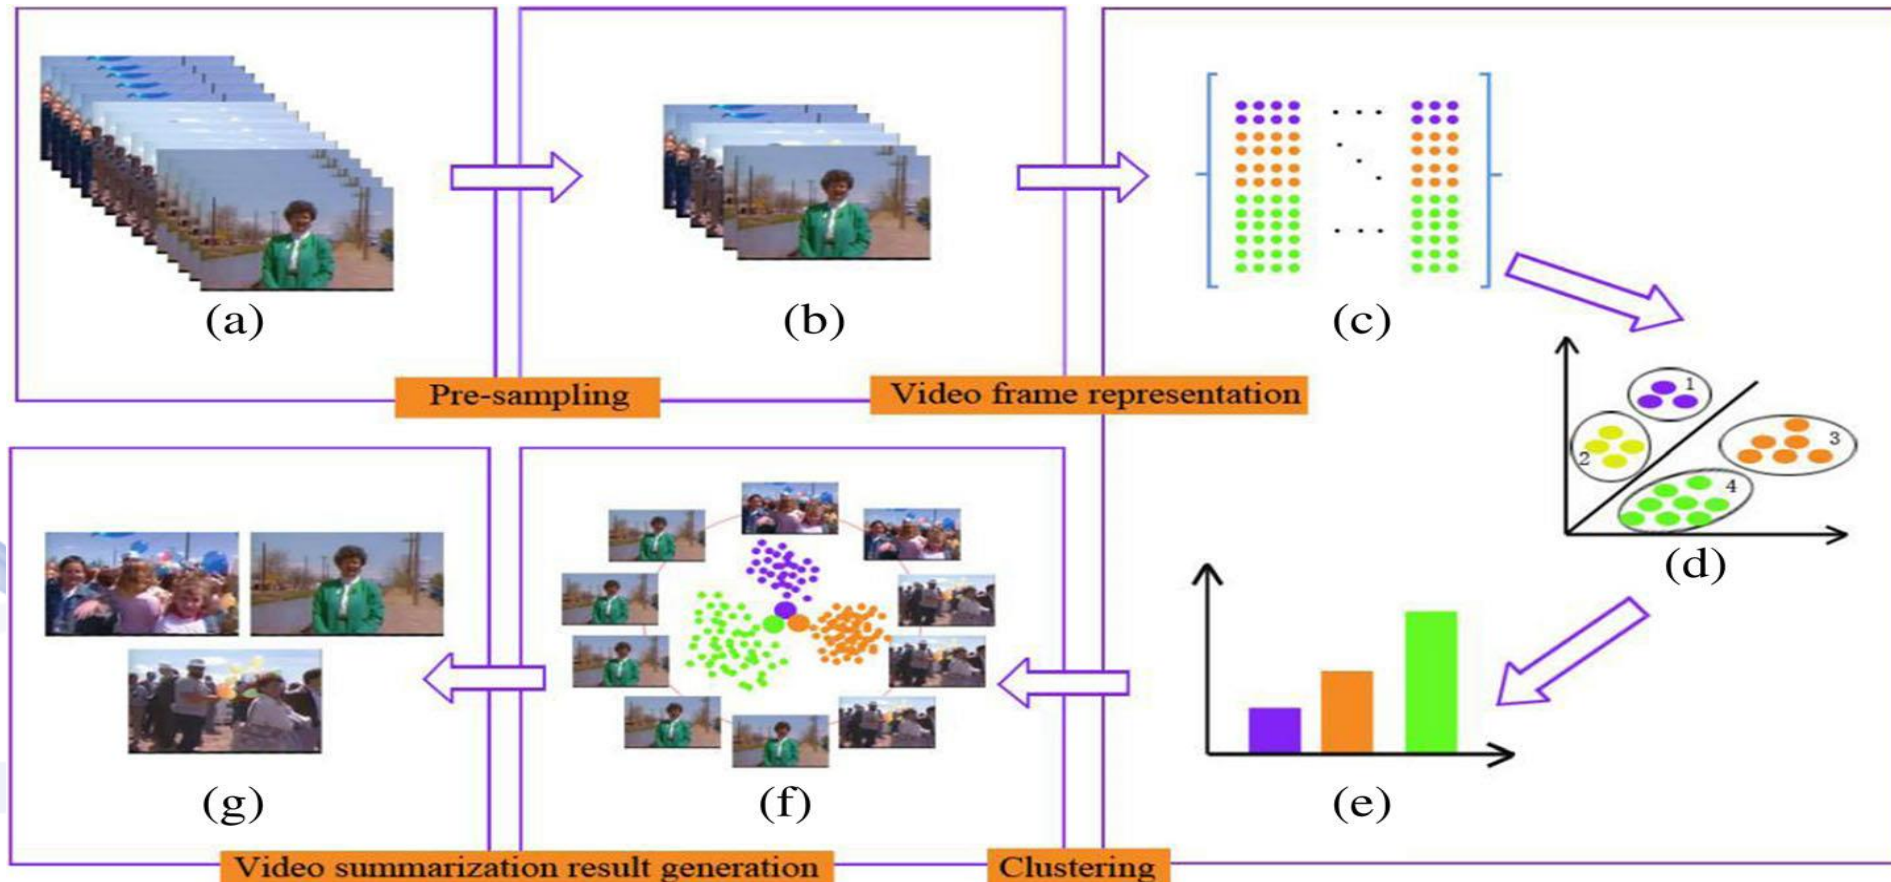 (a)
(b)
(c)
Pre-sampling
Video frame representation
1
2
3
4
(d)
(g)
(f)
(e)
Video summarization result generation
Clustering